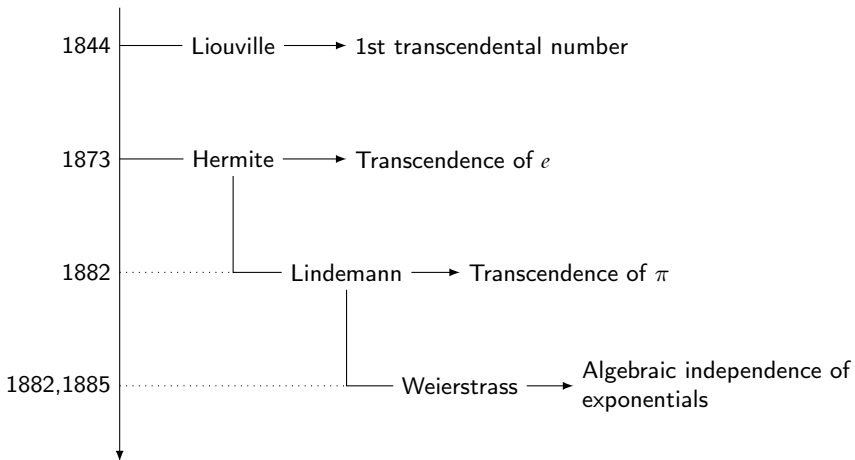 1844 Liouville 1st transcendental number
1873 Hermite Transcendence of e
1882 Lindemann Transcendence of π
1882,1885 Weierstrass Algebraic independence of
exponentials